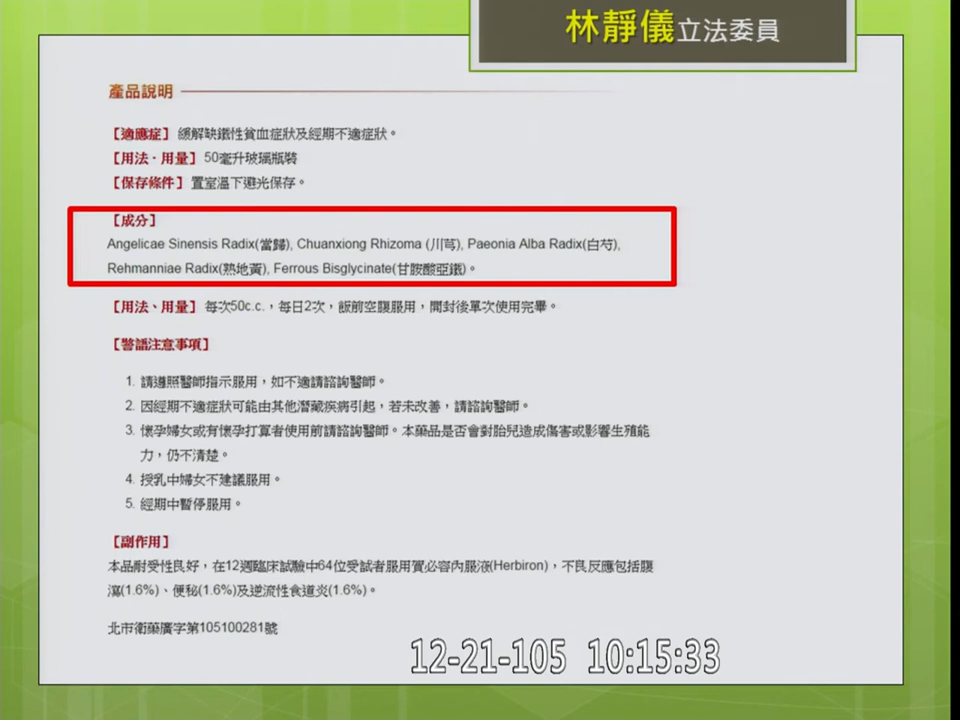 林靜儀立法委員
產品說明
【適應症】緩解缺鐵性貧血症狀及經期不適症狀。
【用法・用量】50毫升玻璃瓶裝
【保存條件】置室溫下避光保存。
【成分】
Angelicae Sinensis Radix(當歸), Chuanxiong Rhizoma (川芎), Paeonia Alba Radix(白芍),
Rehmanniae Radix(熟地黃), Ferrous Bisglycinate(甘胺酸亞鐵)。
【用法、用量】每次50c.c.，每日2次，飯前空腹服用，開封後單次使用完畢。
【警語注意事項】
1. 請遵照醫師指示服用，如不適請諮詢醫師。
2. 因經期不適症狀可能由其他潛藏疾病引起，若未改善，請諮詢醫師。
3. 懷孕婦女或有懷孕打算者使用前請諮詢醫師。本藥品是否會對胎兒造成傷害或影響生殖能
力，仍不清楚。
4. 授乳中婦女不建議服用。
5. 經期中暫停服用。
【副作用】
本品耐受性良好，在12週臨床試驗中64位受試者服用賀必容內服液(Herbiron)，不良反應包括腹
瀉(1.6%)、便秘(1.6%)及逆流性食道炎(1.6%)。
北市衛藥廣字第105100281號
12-21-105 10:15:33